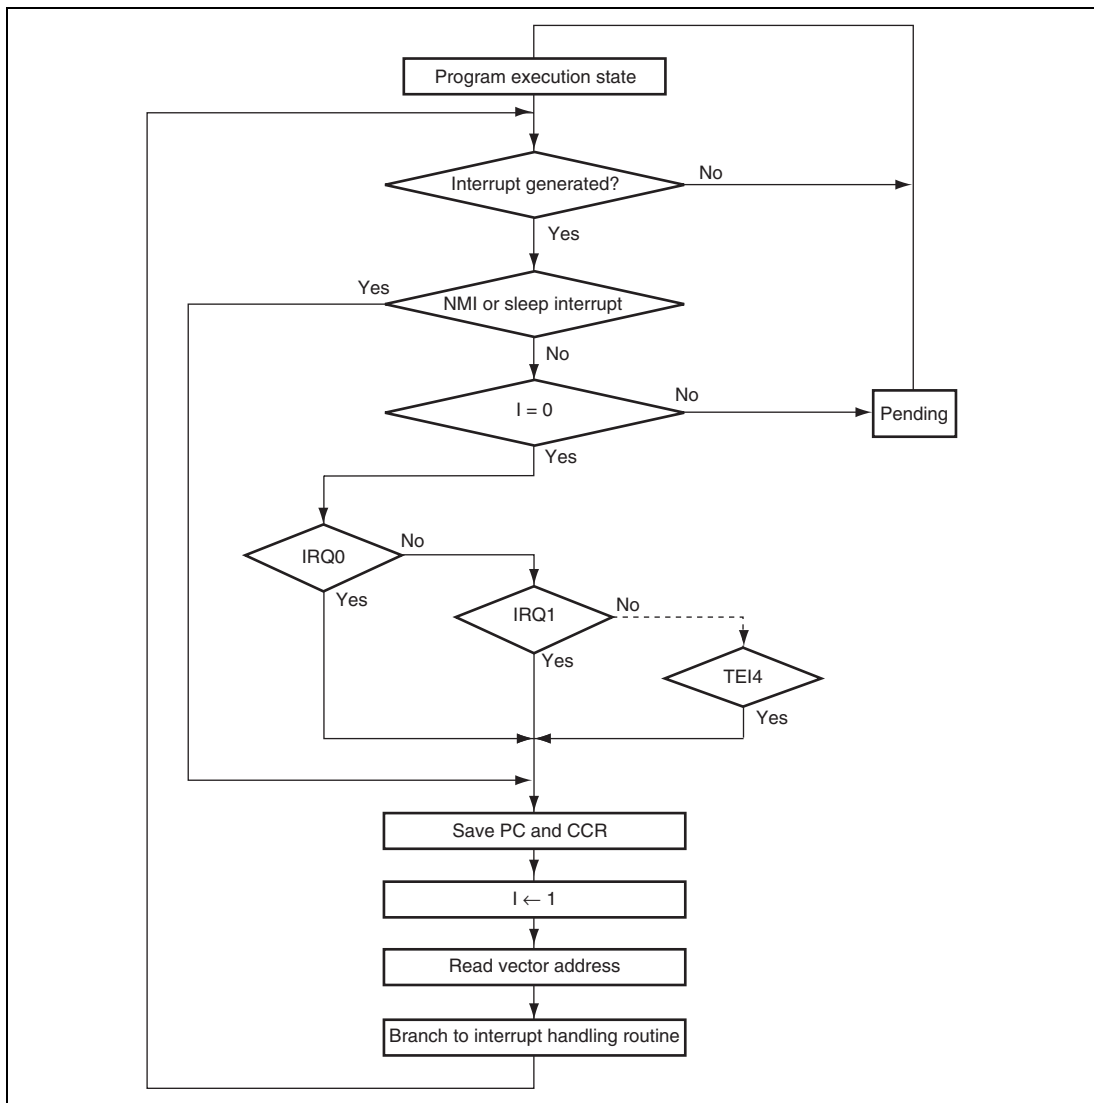 Program execution state
Interrupt generated?
No
Yes
Yes
NMI or sleep interrupt
No
I = 0
No
Pending
Yes
IRQ0
No
Yes
IRQ1
No
Yes
TEI4
Yes
Save PC and CCR
I ← 1
Read vector address
Branch to interrupt handling routine